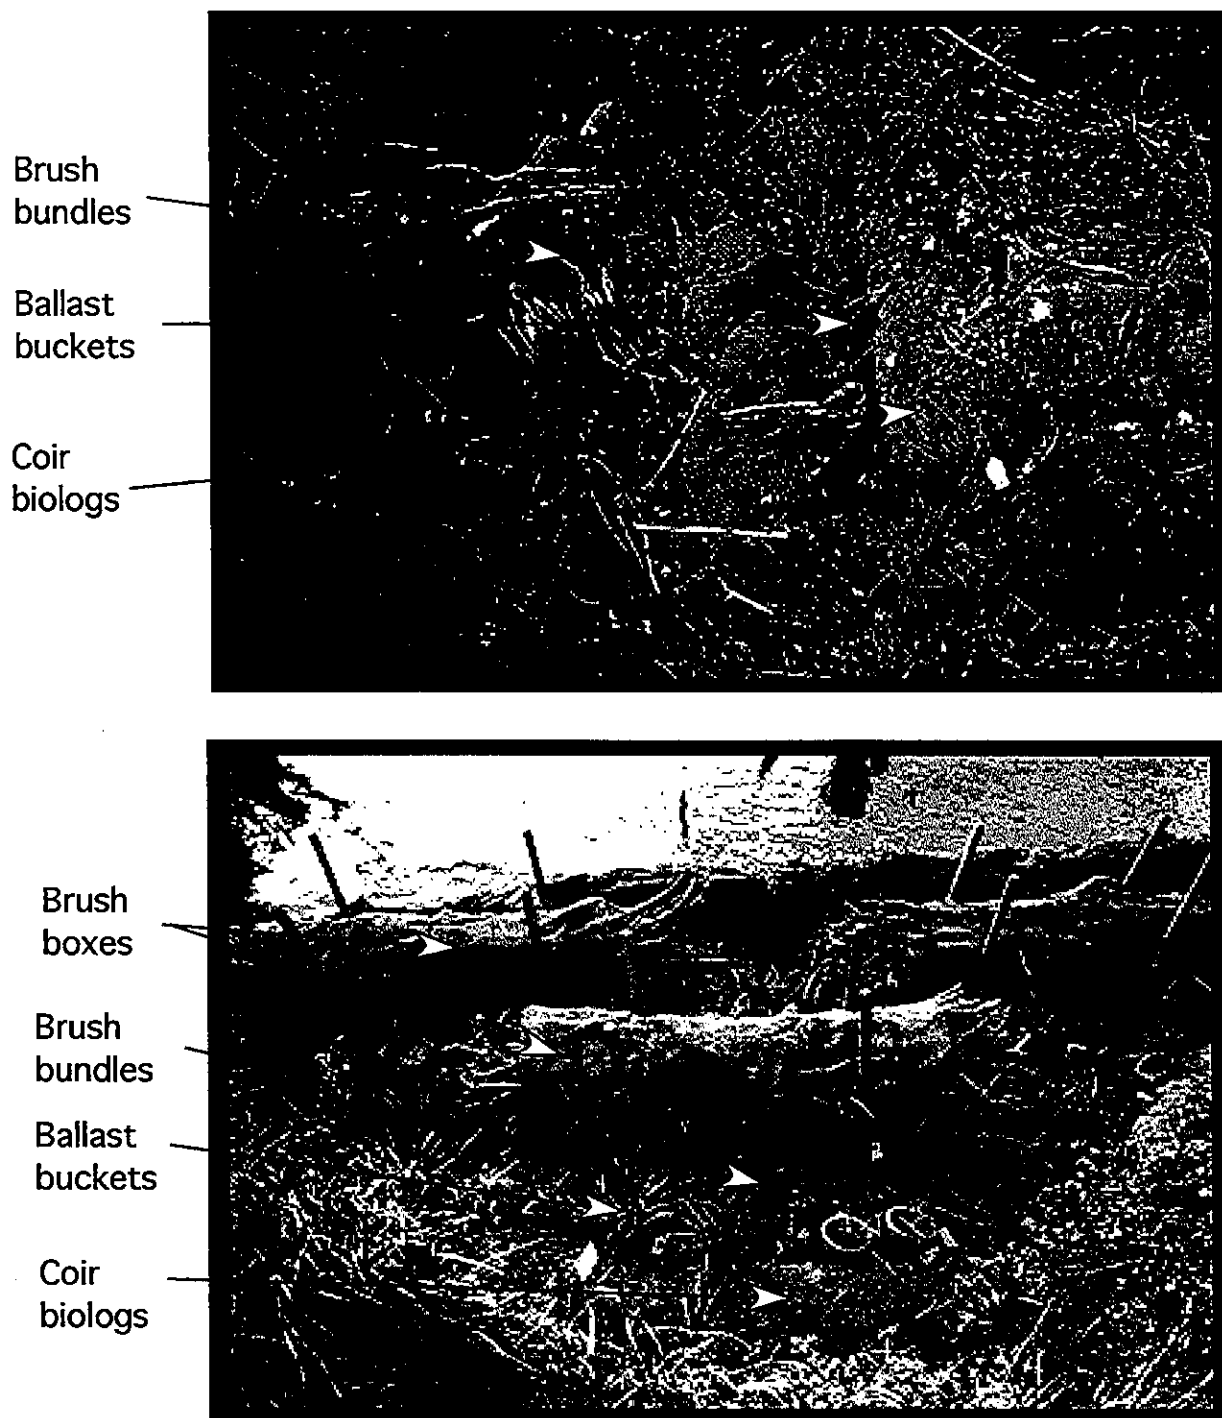 Brush
bundles
Ballast
buckets
Coir
biologs
Brush
boxes
Brush
bundles
Ballast
buckets
Coir
biologs